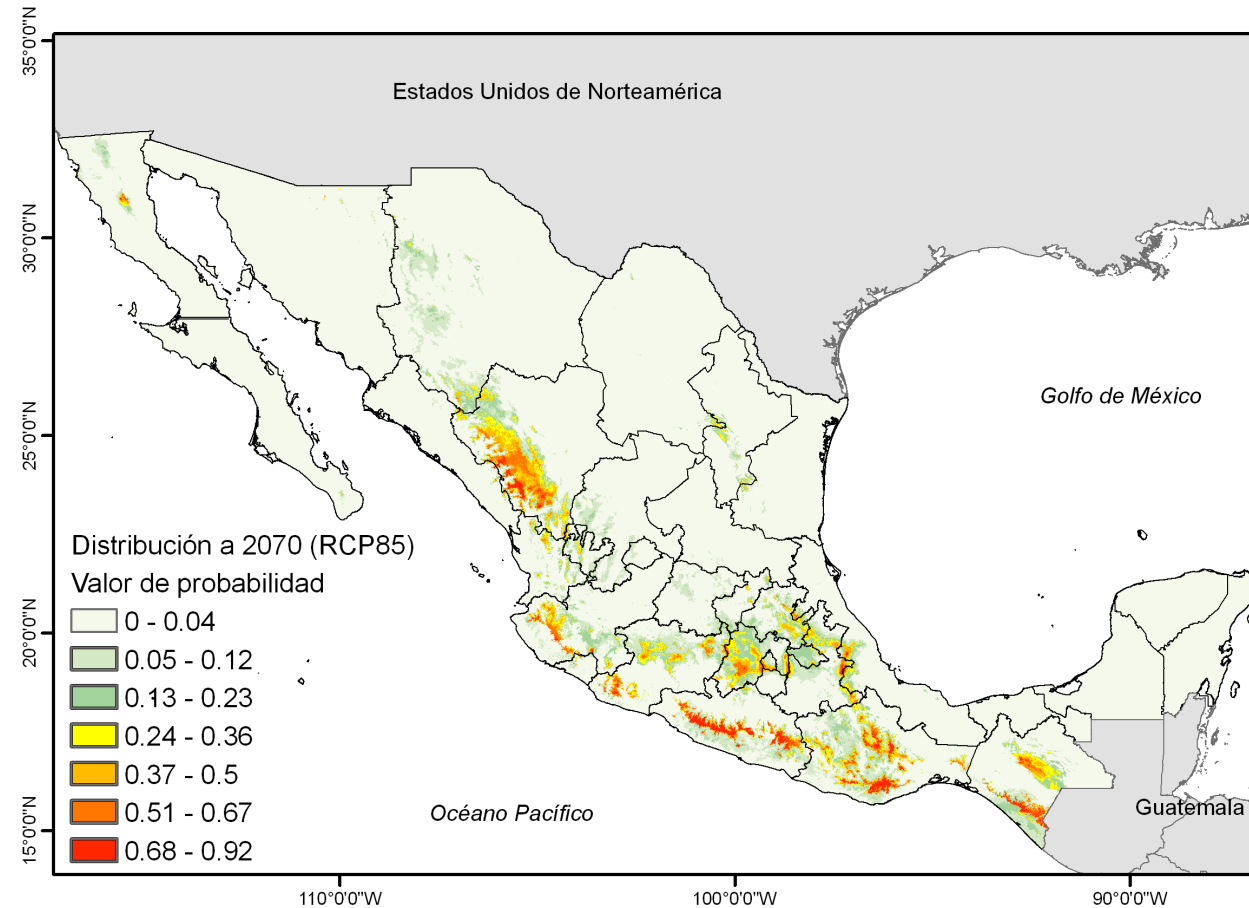 35°0'0"N
Estados Unidos de Norteamérica
30°0'0"N
Golfo de México
25°0'0"N
Distribución a 2070 (RCP85)
Valor de probabilidad
0 - 0.04
20°0'0"N
0.05 - 0.12
0.13 - 0.23
0.24 - 0.36
0.37 - 0.5
Océano Pacífico
Guatemala
0.51 - 0.67
15°0'0"N
0.68 - 0.92
110°0'0"W
100°0'0"W
90°0'0"W